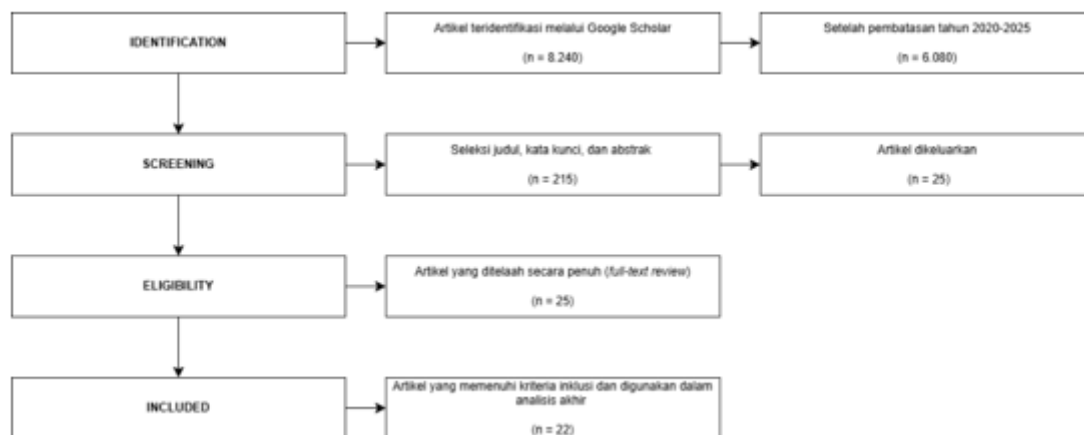 IDENTIFICATION
Artikel teridentifikasi melalui Google Scholar
(n = 8.240)
Setelah pembatasan tahun 2020-2025
(n = 6.080)
SCREENING
Seleksi judul, kata kunci, dan abstrak
(n = 215)
Artikel dikeluarkan
(n = 25)
ELIGIBILITY
Artikel yang ditelaah secara penuh (full-text review)
(n = 25)
INCLUDED
Artikel yang memenuhi kriteria inklusi dan digunakan dalam
analisis akhir
(n = 22)